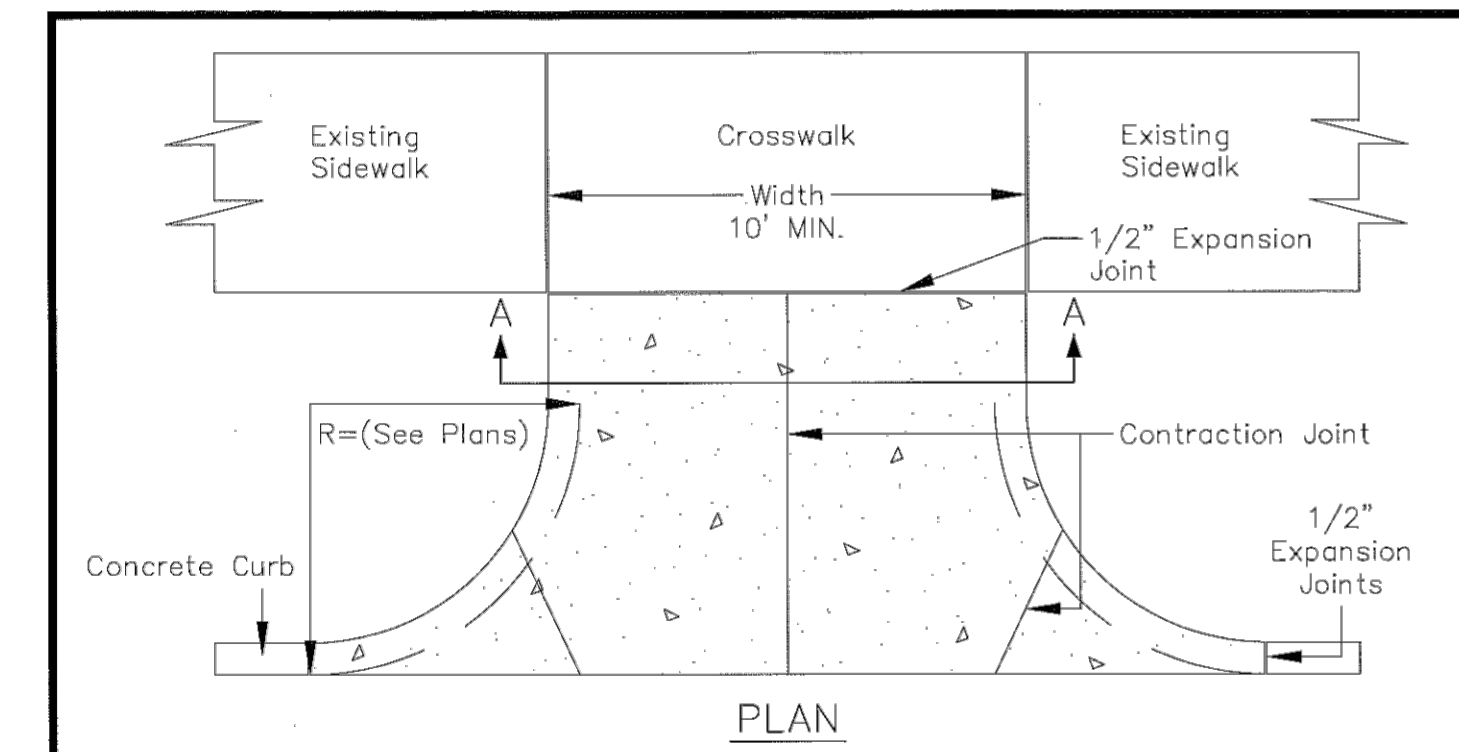 Existing
Sidewalk
Crosswalk
Existing
Sidewalk
Width
10' MIN.
1/2" Expansion
Joint
A
A
R=(See Plans)
Contraction Joint
1/2"
Expansion
Joints
Concrete Curb
PLAN